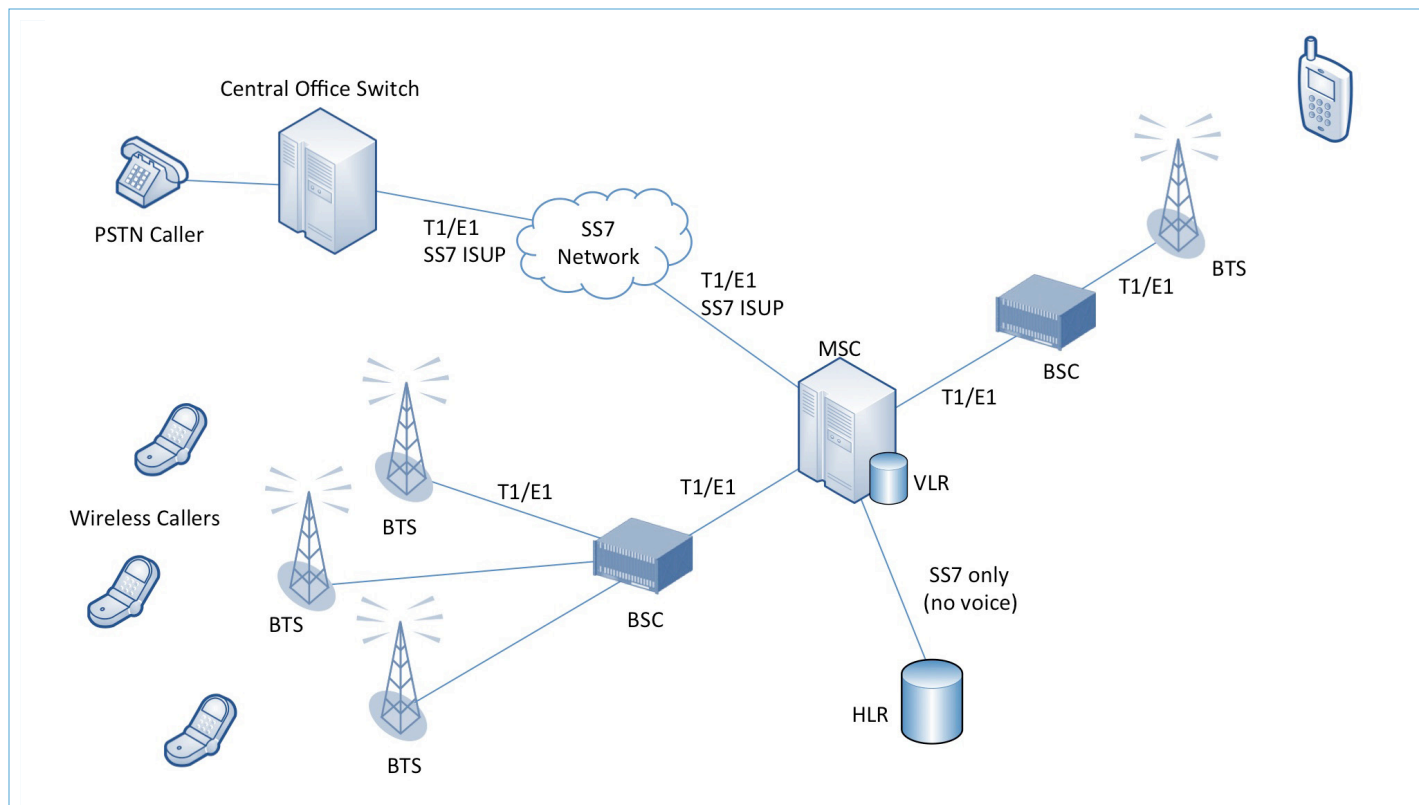 Central Office Switch
PSTN Caller
T1/E1
SS7 ISUP
SS7
Network
T1/E1
SS7 ISUP
MSC
T1/E1
BSC
T1/E1
BTS
VLR
Wireless Callers
BTS
T1/E1
T1/E1
BTS
BSC
BTS
SS7 only
(no voice)
HLR